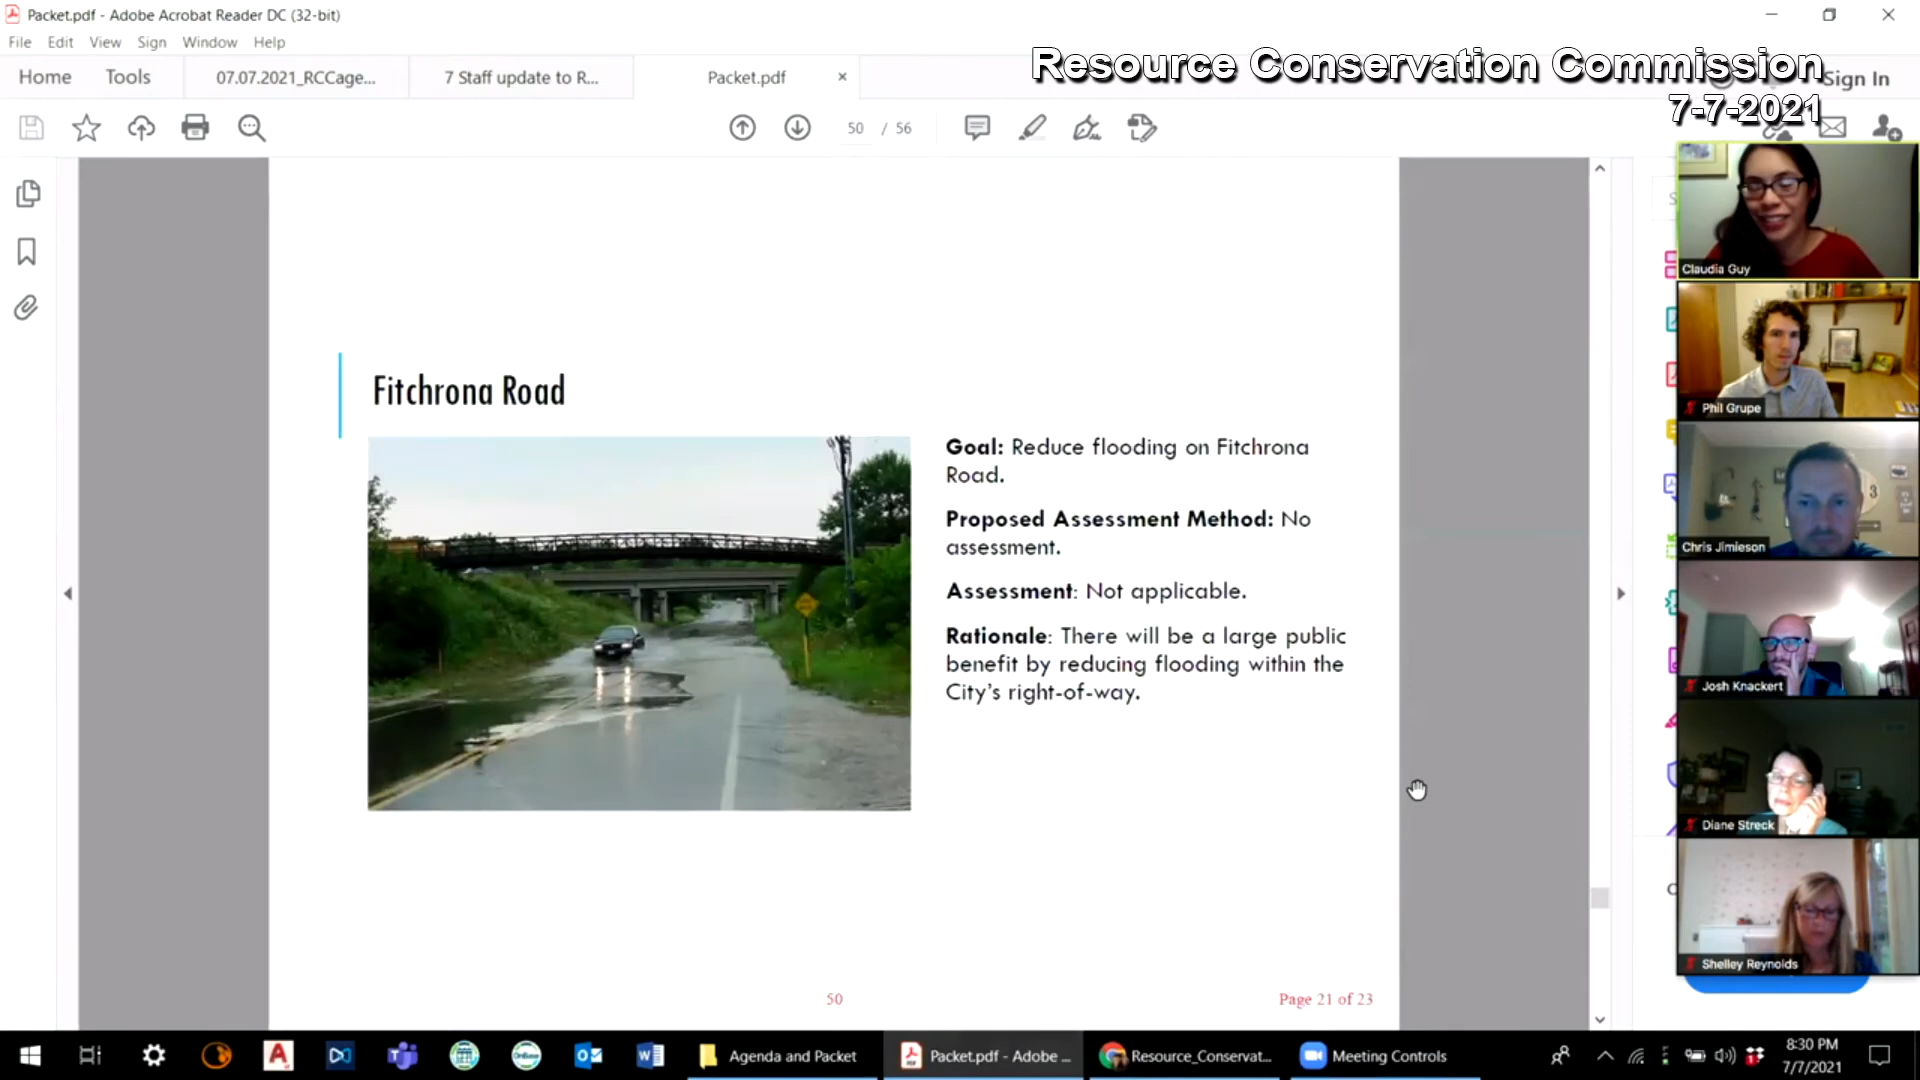 Packet.pdf - Adobe Acrobat Reader DC (32-bit)
File Edit View Sign Window Help
Resource Conservation Commission
7-7-2021
Home Tools 07.07.2021_RCCage... 7 Staff update to R... Packet.pdf × Sign In
50 / 56
Fitchrona Road
Goal: Reduce flooding on Fitchrona
Road.
Proposed Assessment Method: No
assessment.
Assessment: Not applicable.
Rationale: There will be a large public
benefit by reducing flooding within the
City's right-of-way.
50
Page 21 of 23
Claudia Guy
Phil Grupe
Chris Jimieson
Josh Knackert
Diane Streck
Shelley Reynolds
Agenda and Packet Packet.pdf - Adobe ... Resource_Conservat... Meeting Controls
8:30 PM
7/7/2021